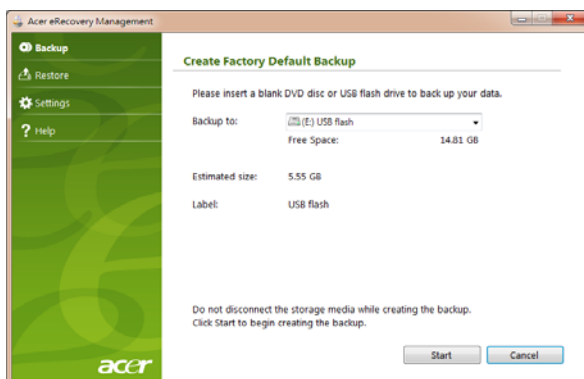 Acer eRecovery Management
Backup
Restore
Settings
? Help
Create Factory Default Backup
Please insert a blank DVD disc or USB flash drive to back up your data.
Backup to: (E:) USB flash
Free Space: 14.81 GB
Estimated size: 5.55 GB
Label: USB flash
Do not disconnect the storage media while creating the backup.
Click Start to begin creating the backup.
Start Cancel
acer